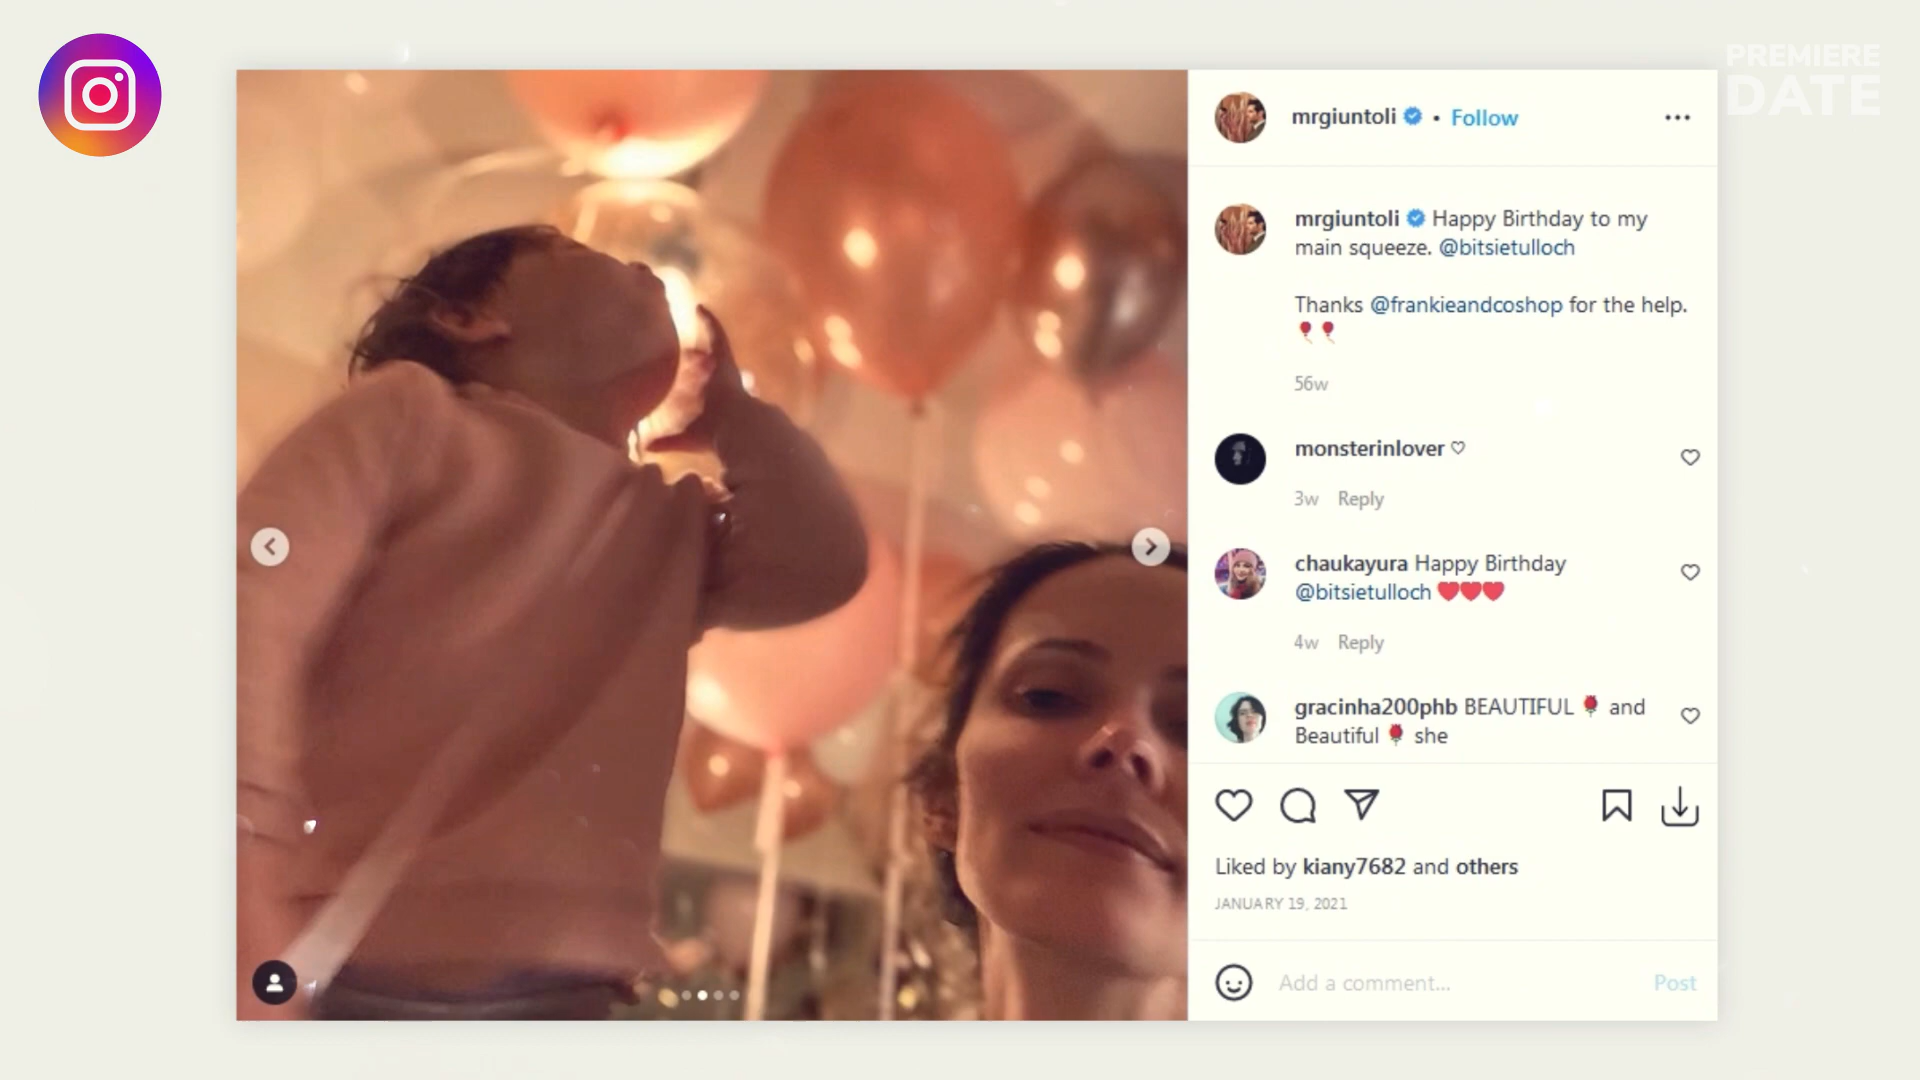 PREMIERE
DATE
mrgiuntoli • Follow
mrgiuntoli Happy Birthday to my
main squeeze. @bitsietulloch
Thanks @frankieandcoshop for the help.
🎈🎈
56w
monsterinlover ♡
3w Reply
chaukayura Happy Birthday
@bitsietulloch ❤️❤️❤️
4w Reply
gracinha200phb BEAUTIFUL 🌹 and
Beautiful 🌹 she
Liked by kiany7682 and others
JANUARY 19, 2021
Add a comment... Post